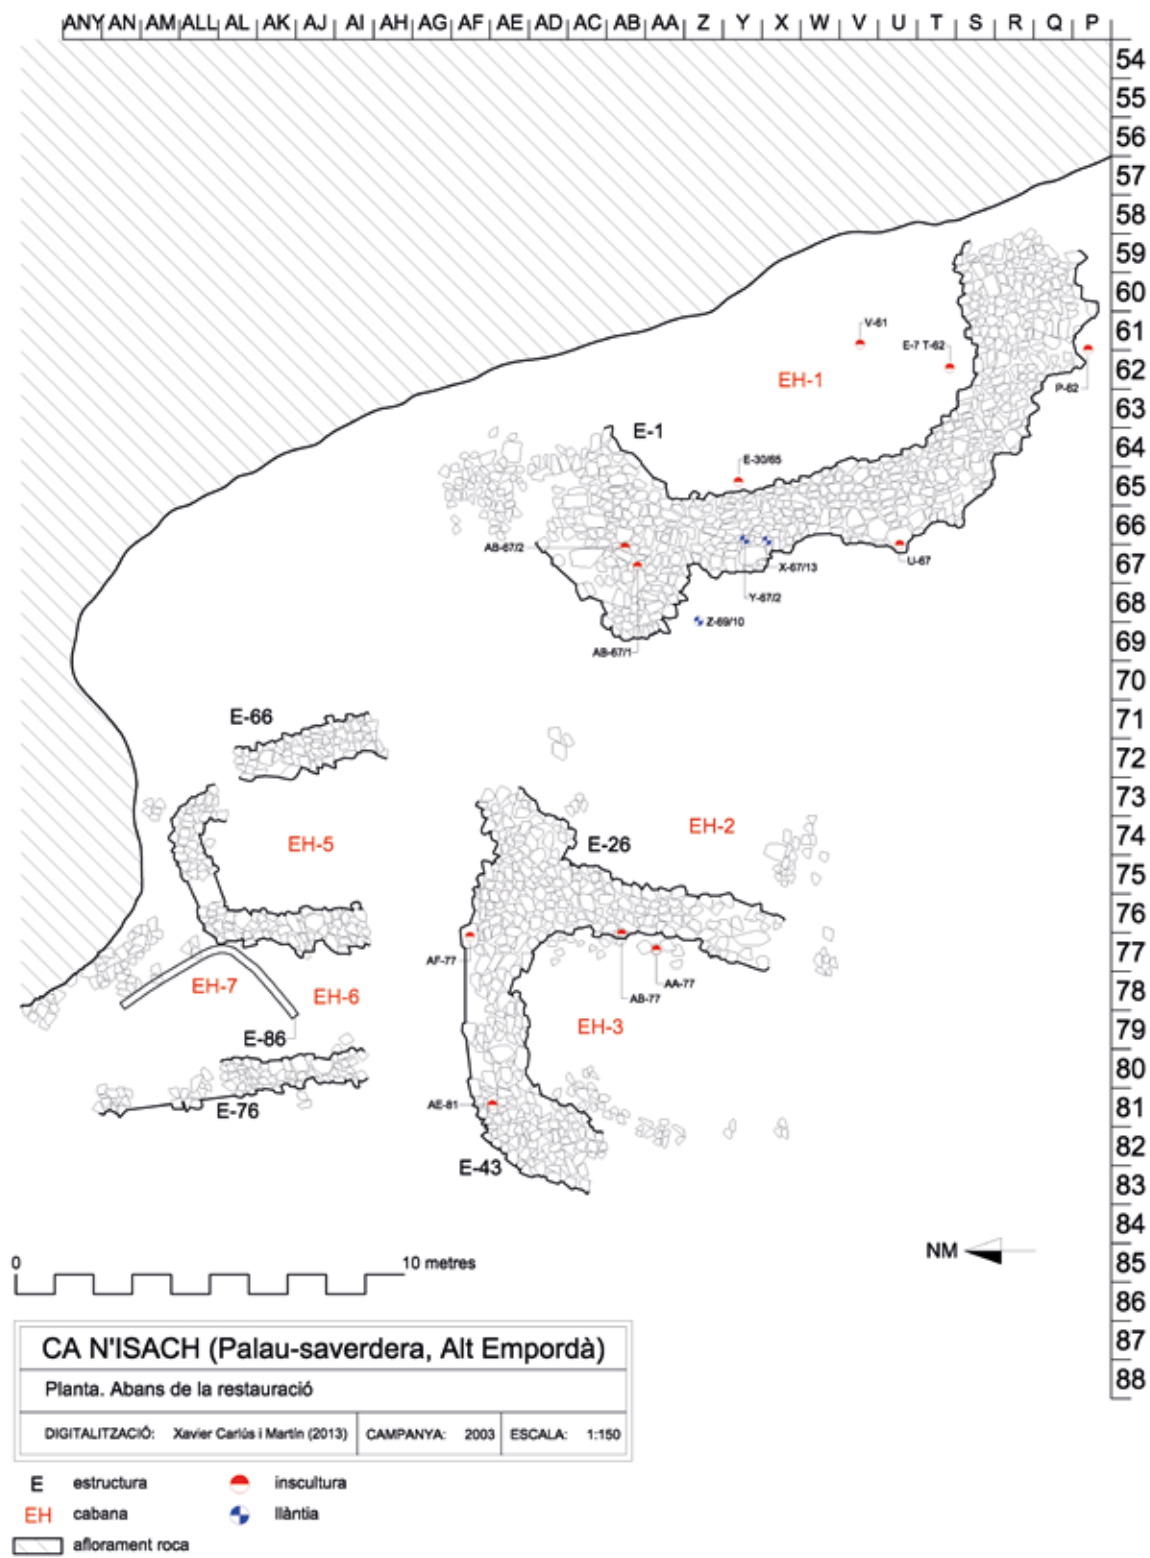 ANY AN AM ALL AL AK AJ AI AH AG AF AE AD AC AB AA Z Y X W V U T S R Q P
54
55
56
57
58
59
60
61
62
63
64
65
66
67
68
69
70
71
72
73
74
75
76
77
78
79
80
81
82
83
84
85
86
87
88
V-61
E-7 T-62
EH-1
P-62
E-1
E-30/65
AB-67/2
U-67
X-67/13
Y-67/2
Z-69/10
AB-67/1
E-66
EH-2
EH-5
E-26
AF-77
AA-77
EH-7
EH-6
AB-77
EH-3
E-86
AE-81
E-76
E-43
NM
0
10 metres
CA N'ISACH (Palau-saverdera, Alt Empordà)
Planta. Abans de la restauració
DIGITALITZACIÓ: Xavier Carlús i Martín (2013) CAMPANYA: 2003 ESCALA: 1:150
E estructura inscultura
EH cabana llàntia
aflorament roca